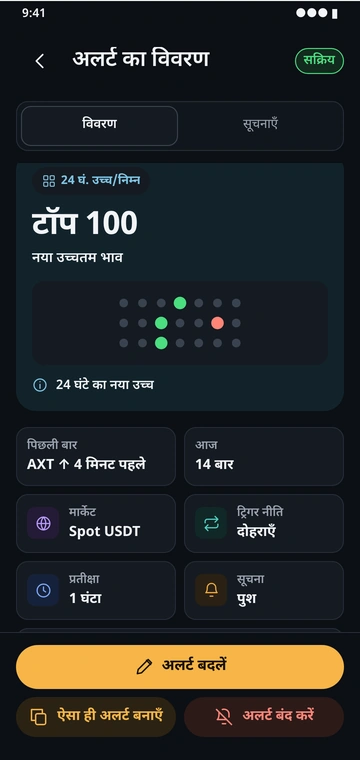 9:41
अलर्ट का विवरण
सक्रिय
विवरण
सूचनाएँ
24 घं. उच्च/निम्न
टॉप 100
नया उच्चतम भाव
24 घंटे का नया उच्च
पिछली बार
AXT ↑ 4 मिनट पहले
आज
14 बार
मार्केट
Spot USDT
ट्रिगर नीति
दोहराएँ
प्रतीक्षा
1 घंटा
सूचना
पुश
अलर्ट बदलें
ऐसा ही अलर्ट बनाएँ
अलर्ट बंद करें